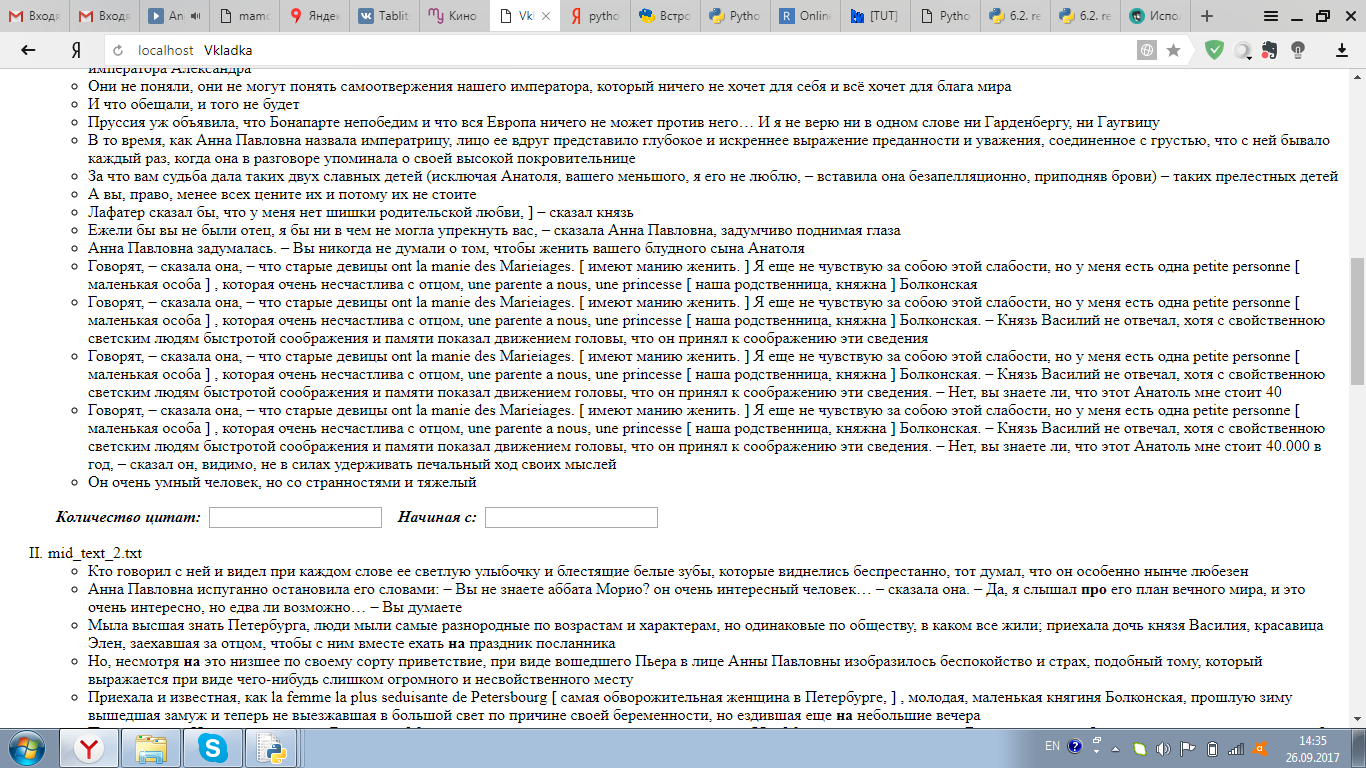 Входя
Входя
An
mamc
Яндек
Tablit
Кино
Vkl
pytho
Встро
Pytho
Onlin
[TUT]
Pytho
6.2. re
6.2. re
Испол
localhost Vkladka
императора Александра
Они не поняли, они не могут понять самоотвержения нашего императора, который ничего не хочет для себя и всё хочет для блага мира
И что обещали, и того не будет
Пруссия уж объявила, что Бонапарте непобедим и что вся Европа ничего не может против него… И я не верю ни в одном слове ни Гарденбергу, ни Гаугвицу
В то время, как Анна Павловна назвала императрицу, лицо ее вдруг представило глубокое и искреннее выражение преданности и уважения, соединенное с грустью, что с ней бывало
каждый раз, когда она в разговоре упоминала о своей высокой покровительнице
За что вам судьба дала таких двух славных детей (исключая Анатоля, вашего меньшого, я его не люблю, – вставила она безапелляционно, приподняв брови) – таких прелестных детей
А вы, право, менее всех цените их и потому их не стоите
Лафатер сказал бы, что у меня нет шишки родительской любви, ] – сказал князь
Ежели бы вы не были отец, я бы ни в чем не могла упрекнуть вас, – сказала Анна Павловна, задумчиво поднимая глаза
Анна Павловна задумалась. – Вы никогда не думали о том, чтобы женить вашего блудного сына Анатоля
Говорят, – сказала она, – что старые девицы ont la manie des Marieiages. [ имеют манию женить. ] Я еще не чувствую за собою этой слабости, но у меня есть одна petite personne [
маленькая особа ] , которая очень несчастлива с отцом, une parente a nous, une princesse [ наша родственница, княжна ] Болконская
Говорят, – сказала она, – что старые девицы ont la manie des Marieiages. [ имеют манию женить. ] Я еще не чувствую за собою этой слабости, но у меня есть одна petite personne [
маленькая особа ] , которая очень несчастлива с отцом, une parente a nous, une princesse [ наша родственница, княжна ] Болконская. – Князь Василий не отвечал, хотя с свойственною
светским людям быстротой соображения и памяти показал движением головы, что он принял к соображению эти сведения
Говорят, – сказала она, – что старые девицы ont la manie des Marieiages. [ имеют манию женить. ] Я еще не чувствую за собою этой слабости, но у меня есть одна petite personne [
маленькая особа ] , которая очень несчастлива с отцом, une parente a nous, une princesse [ наша родственница, княжна ] Болконская. – Князь Василий не отвечал, хотя с свойственною
светским людям быстротой соображения и памяти показал движением головы, что он принял к соображению эти сведения. – Нет, вы знаете ли, что этот Анатоль мне стоит 40
Говорят, – сказала она, – что старые девицы ont la manie des Marieiages. [ имеют манию женить. ] Я еще не чувствую за собою этой слабости, но у меня есть одна petite personne [
маленькая особа ] , которая очень несчастлива с отцом, une parente a nous, une princesse [ наша родственница, княжна ] Болконская. – Князь Василий не отвечал, хотя с свойственною
светским людям быстротой соображения и памяти показал движением головы, что он принял к соображению эти сведения. – Нет, вы знаете ли, что этот Анатоль мне стоит 40.000 в
год, – сказал он, видимо, не в силах удерживать печальный ход своих мыслей
Он очень умный человек, но со странностями и тяжелый
Количество цитат: Начиная с:
II. mid_text_2.txt
Кто говорил с ней и видел при каждом слове ее светлую улыбочку и блестящие белые зубы, которые виднелись беспрестанно, тот думал, что он особенно нынче любезен
Анна Павловна испуганно остановила его словами: – Вы не знаете аббата Морио? он очень интересный человек… – сказала она. – Да, я слышал про его план вечного мира, и это
очень интересно, но едва ли возможно… – Вы думаете
Мыла высшая знать Петербурга, люди мыли самые разнородные по возрастам и характерам, но одинаковые по обществу, в каком все жили; приехала дочь князя Василия, красавица
Элен, заехавшая за отцом, чтобы с ним вместе ехать на праздник посланника
Но, несмотря на это низшее по своему сорту приветствие, при виде вошедшего Пьера в лице Анны Павловны изобразилось беспокойство и страх, подобный тому, который
выражается при виде чего-нибудь слишком огромного и несвойственного месту
Приехала и известная, как la femme la plus seduisante de Petersbourg [ самая обворожительная женщина в Петербурге, ] , молодая, маленькая княгиня Болконская, прошлую зиму
вышедшая замуж и теперь не выезжавшая в большой свет по причине своей беременности, но ездившая еще на небольшие вечера
EN
14:35
26.09.2017